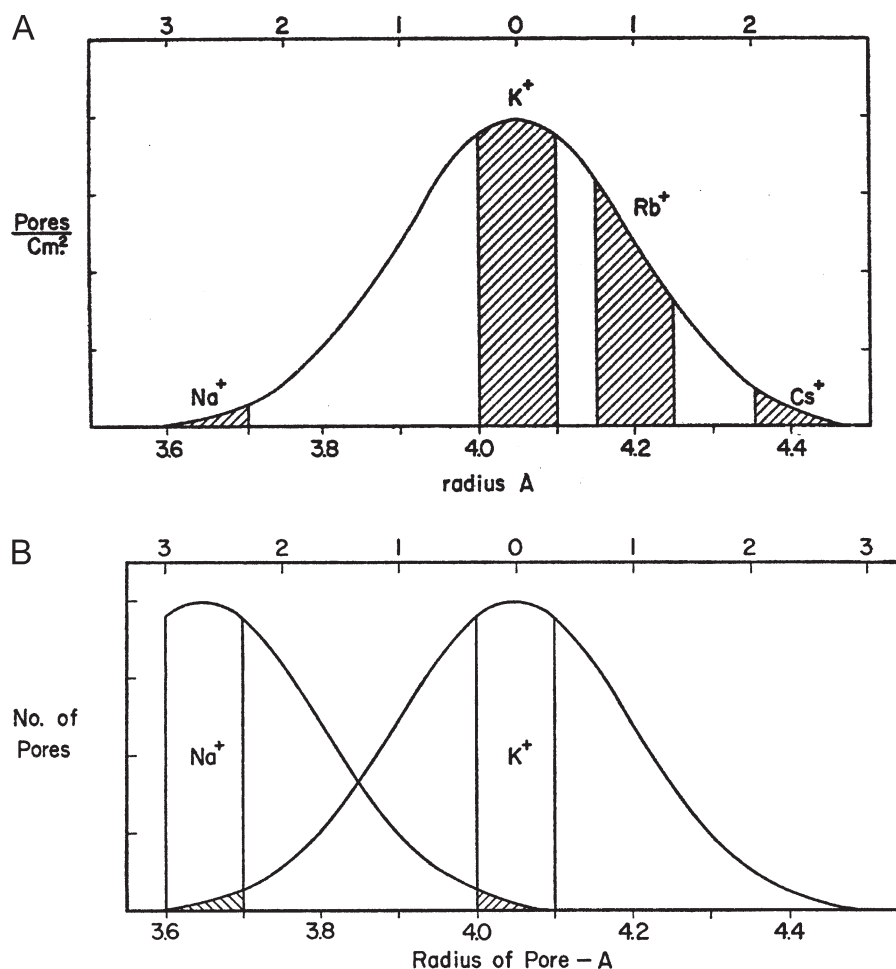 A
3 2 1 0 1 2
K+
Rb+
Pores
Cm.2
Na+
Cs+
3.6 3.8 4.0 4.2 4.4
radius A
B
3 2 1 0 1 2 3
No. of
Pores
Na+
K+
3.6 3.8 4.0 4.2 4.4
Radius of Pore – A